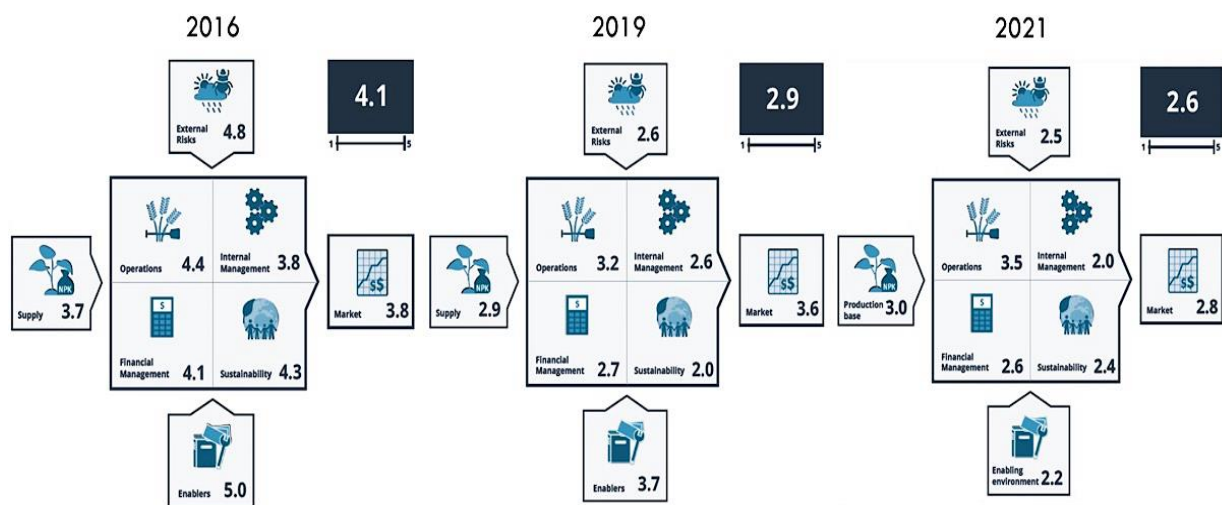 2016
External
Risks 4.8
4.1
1 5
Operations 4.4
Internal
Management 3.8
NPK
Supply 3.7
$
Financial
Management 4.1
Sustainability 4.3
$$
Market 3.8
Enablers 5.0
2019
External
Risks 2.6
2.9
1 5
Operations 3.2
Internal
Management 2.6
NPK
Supply 2.9
$
Financial
Management 2.7
Sustainability 2.0
$$
Market 3.6
Enablers 3.7
2021
External
Risks 2.5
2.6
1 5
Operations 3.5
Internal
Management 2.0
NPK
Production
base 3.0
$
Financial
Management 2.6
Sustainability 2.4
$$
Market 2.8
Enabling
environment 2.2